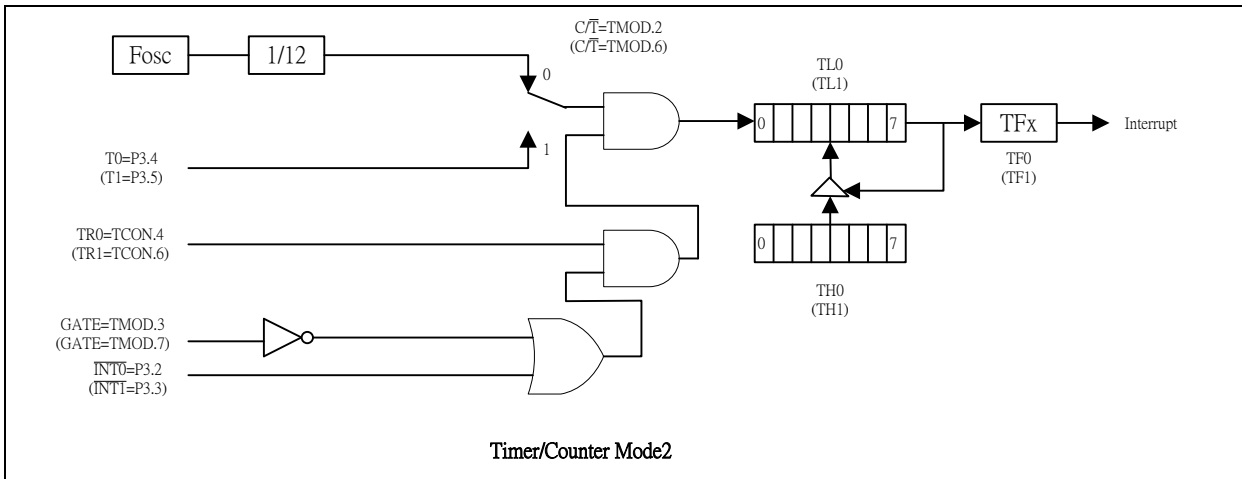 C/T̅=TMOD.2
(C/T̅=TMOD.6)
Fosc
1/12
0
TL0
(TL1)
0
7
TFx
Interrupt
1
T0=P3.4
(T1=P3.5)
TF0
(TF1)
TR0=TCON.4
(TR1=TCON.6)
0
7
TH0
(TH1)
GATE=TMOD.3
(GATE=TMOD.7)
I̅N̅T̅0̅=P3.2
(I̅N̅T̅1̅=P3.3)
Timer/Counter Mode2